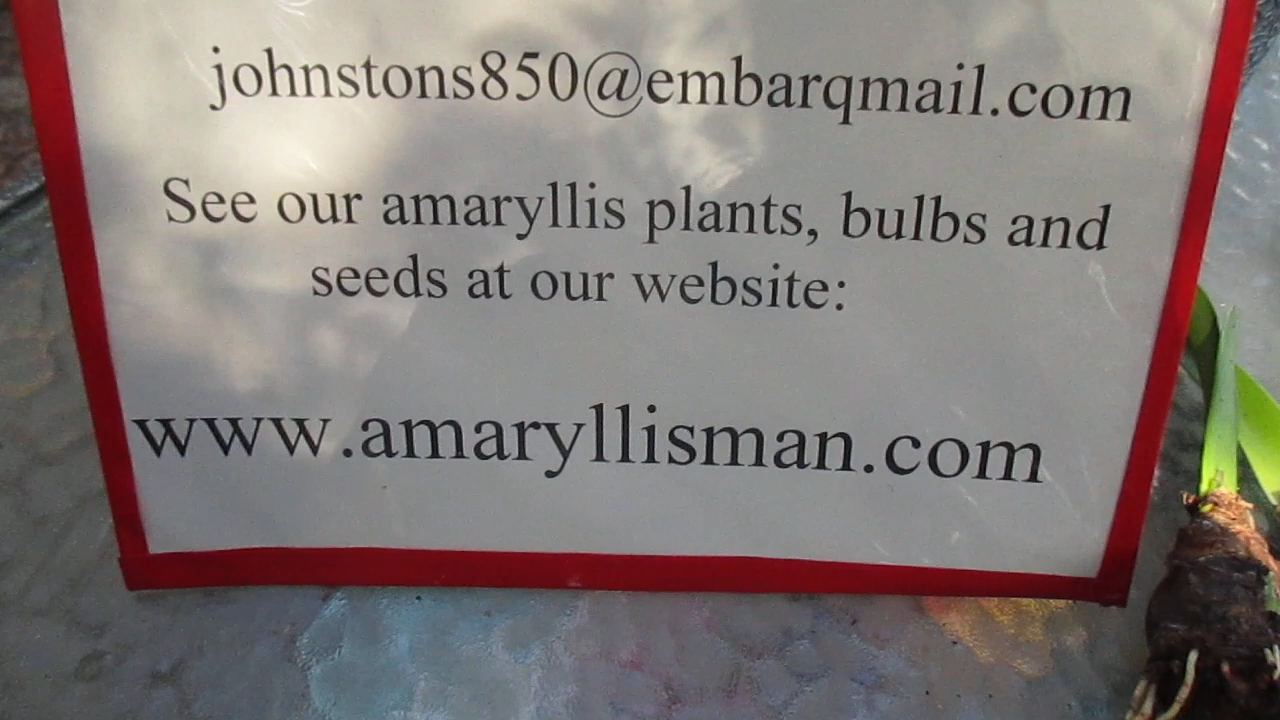 johnstons850@embarqmail.com
See our amaryllis plants, bulbs and
seeds at our website:
www.amaryllisman.com